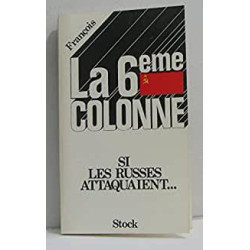 François
La 6eme
COLONNE
SI
LES RUSSES
ATTAQUAIENT...
Stock